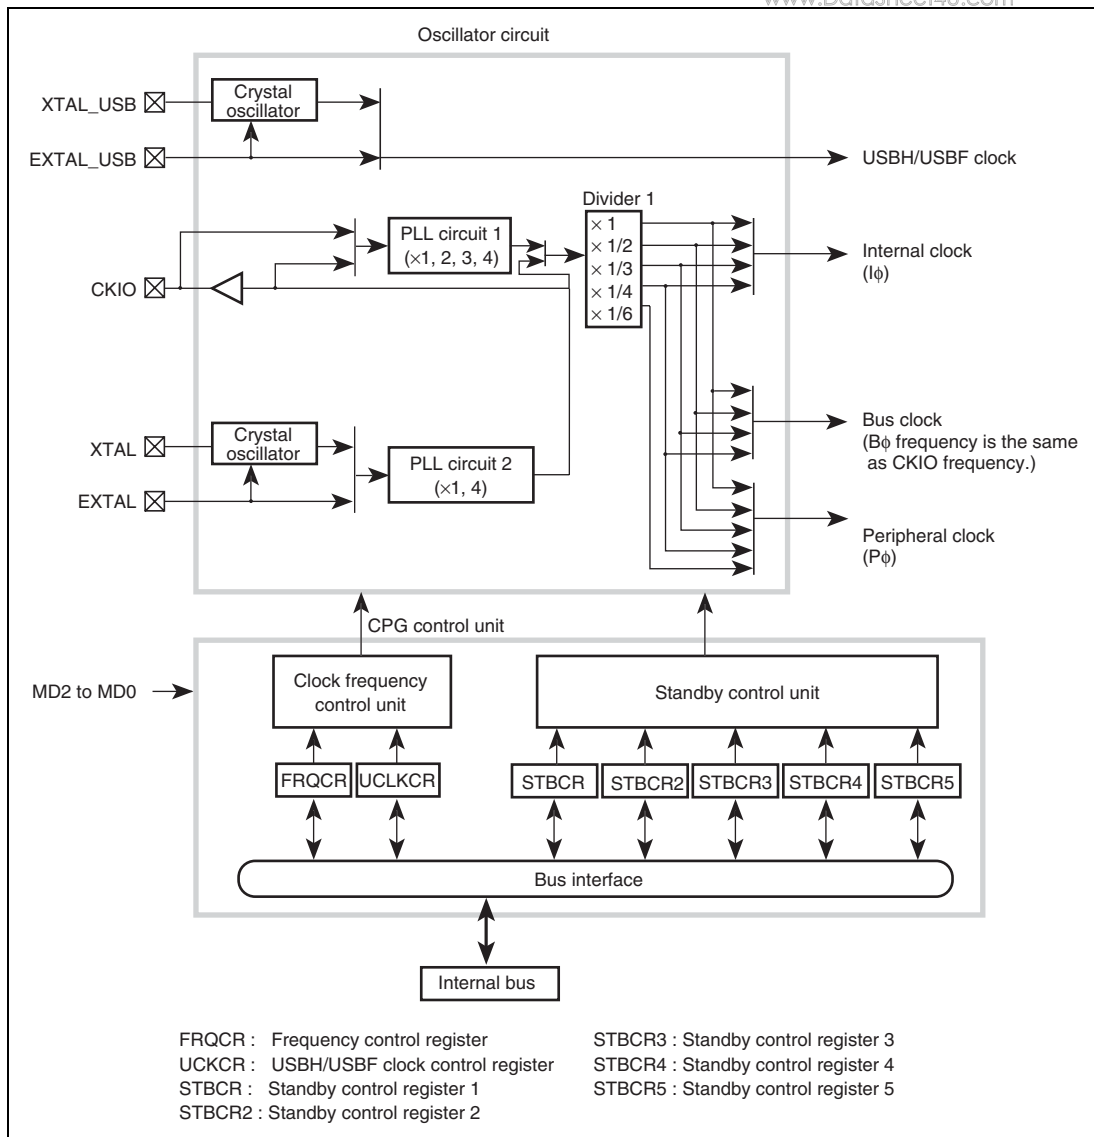 www.DataSheet4U.com
Oscillator circuit
XTAL_USB
Crystal
oscillator
EXTAL_USB
USBH/USBF clock
Divider 1
× 1
× 1/2
× 1/3
× 1/4
× 1/6
PLL circuit 1
(×1, 2, 3, 4)
Internal clock
(Iϕ)
CKIO
Bus clock
(Bϕ frequency is the same
as CKIO frequency.)
XTAL
Crystal
oscillator
PLL circuit 2
(×1, 4)
EXTAL
Peripheral clock
(Pϕ)
CPG control unit
MD2 to MD0
Clock frequency
control unit
Standby control unit
FRQCR
UCLKCR
STBCR
STBCR2
STBCR3
STBCR4
STBCR5
Bus interface
Internal bus
FRQCR : Frequency control register
UCKCR : USBH/USBF clock control register
STBCR : Standby control register 1
STBCR2 : Standby control register 2
STBCR3 : Standby control register 3
STBCR4 : Standby control register 4
STBCR5 : Standby control register 5